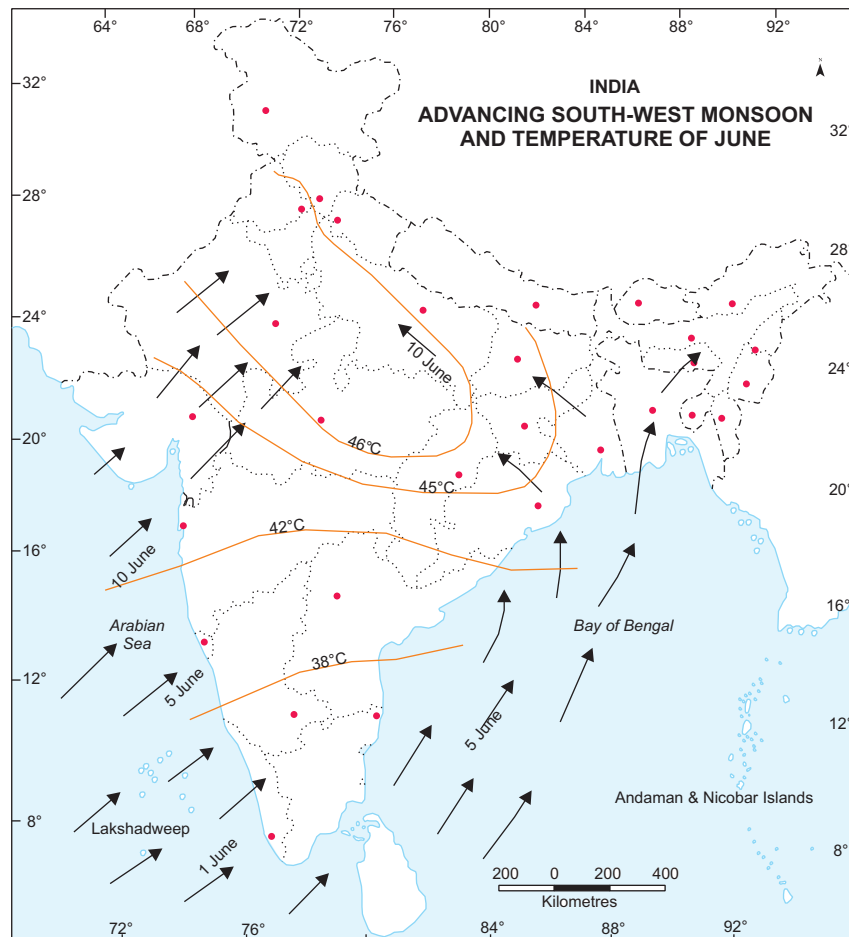 64° 68° 72° 76° 80° 84° 88° 92°
N
INDIA
ADVANCING SOUTH-WEST MONSOON
AND TEMPERATURE OF JUNE
32°
32°
28°
28°
24°
24°
10 June
46°C
20°
45°C
20°
42°C
16°
10 June
16°
Arabian
Sea
Bay of Bengal
38°C
12°
5 June
5 June
12°
Andaman & Nicobar Islands
8°
Lakshadweep
1 June
8°
200 0 200 400
Kilometres
72° 76° 84° 88° 92°